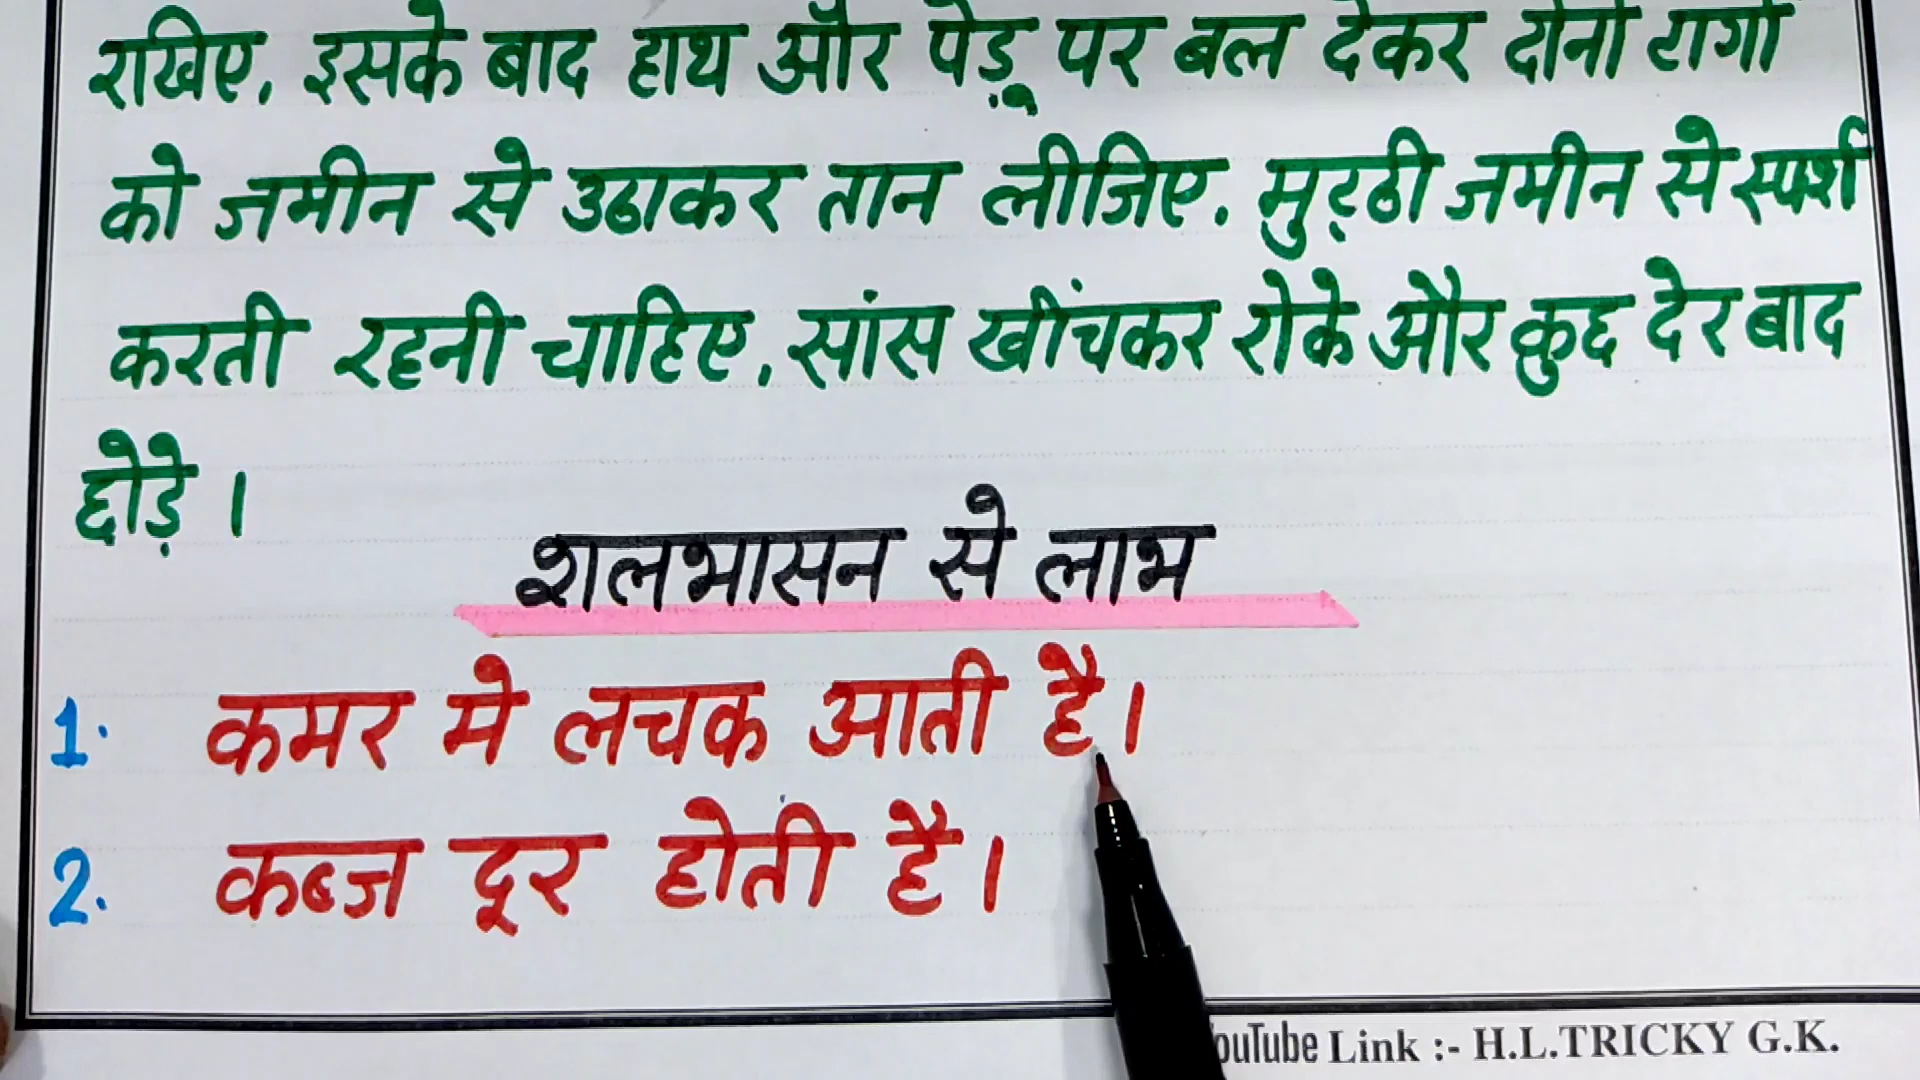 रखिए, इसके बाद हाथ और पेड़ू पर बल देकर दोनो टागो
को जमीन से उठाकर तान लीजिए. मुट्ठी जमीन से स्पर्श
करती रहनी चाहिए, सांस खींचकर रोके और कुछ देर बाद
छोड़े ।
शलभासन से लाभ
1. कमर मे लचक आती है।
2. कब्ज दूर होती है।
ouTube Link :- H.L.TRICKY G.K.